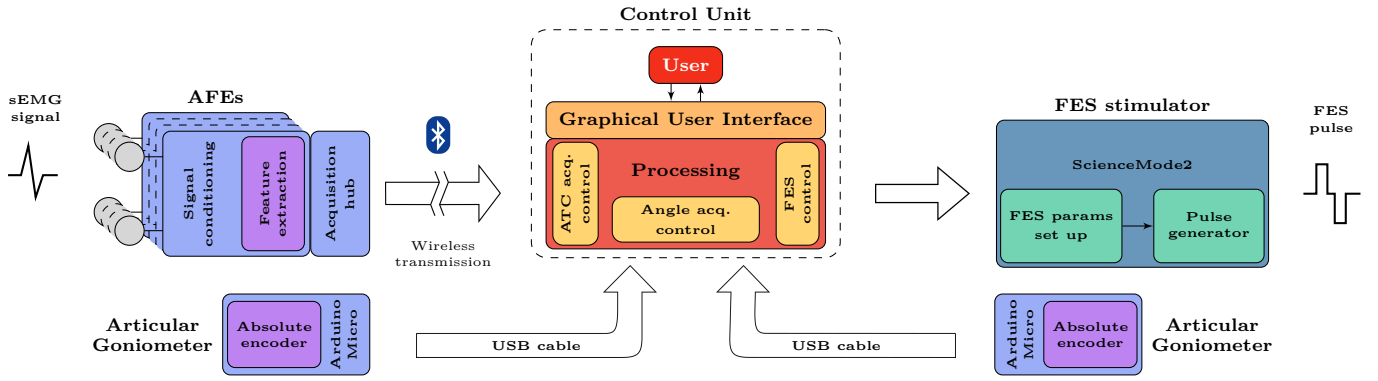 Control Unit
User
Graphical User Interface
Processing
ATC acq.
control
Angle acq.
control
FES
control
sEMG
signal
AFEs
Signal
conditioning
Feature
extraction
Acquisition
hub
Wireless
transmission
FES stimulator
ScienceMode2
FES params
set up
Pulse
generator
FES
pulse
Articular
Goniometer
Absolute
encoder
Arduino
Micro
USB cable
USB cable
Arduino
Micro
Absolute
encoder
Articular
Goniometer